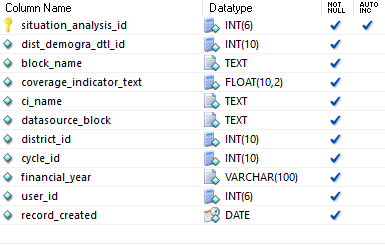 Column Name Datatype NOT NULL AUTO INC
situation_analysis_id INT(6)
dist_demogra_dtl_id INT(10)
block_name TEXT
coverage_indicator_text FLOAT(10,2)
ci_name TEXT
datasource_block TEXT
district_id INT(10)
cycle_id INT(10)
financial_year VARCHAR(100)
user_id INT(6)
record_created DATE